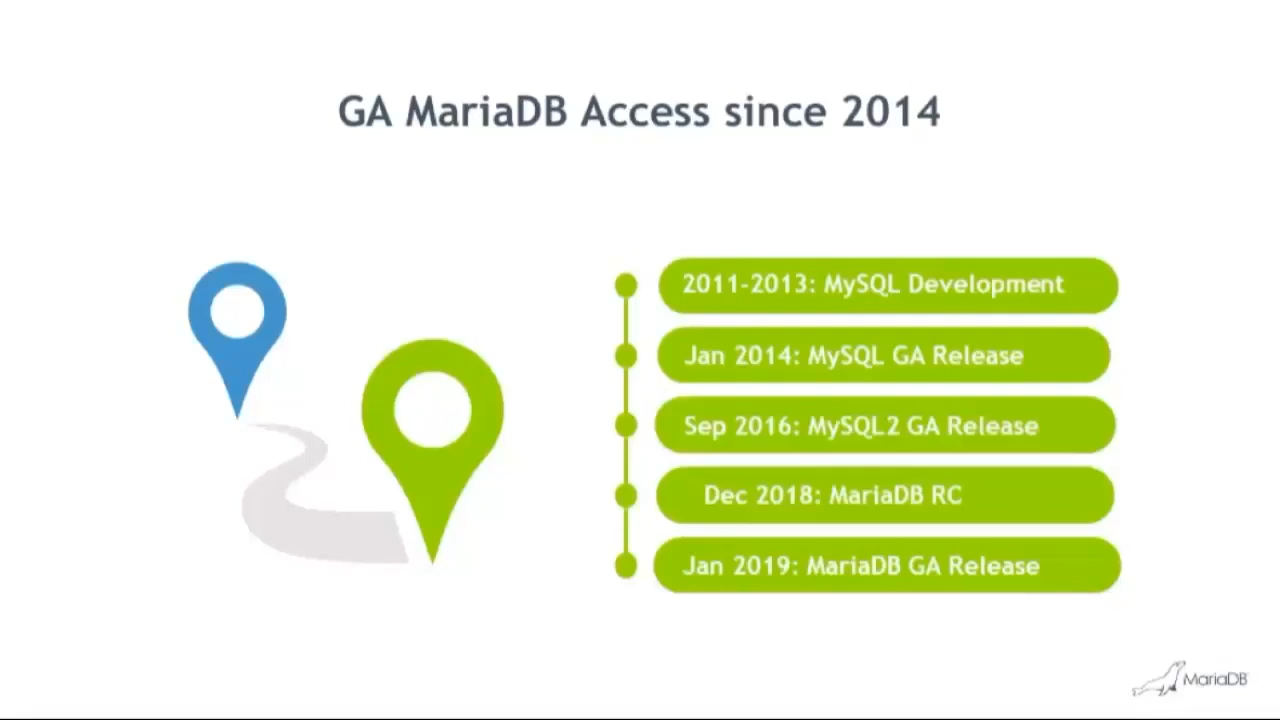 GA MariaDB Access since 2014
2011-2013: MySQL Development
Jan 2014: MySQL GA Release
Sep 2016: MySQL2 GA Release
Dec 2018: MariaDB RC
Jan 2019: MariaDB GA Release
MariaDB